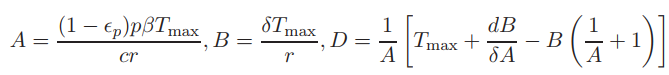 $A = \frac{(1 - \epsilon_p) p \beta T_{\max}}{cr}, B = \frac{\delta T_{\max}}{r}, D = \frac{1}{A} \left[ T_{\max} + \frac{dB}{\delta A} - B \left( \frac{1}{A} + 1 \right) \right]$